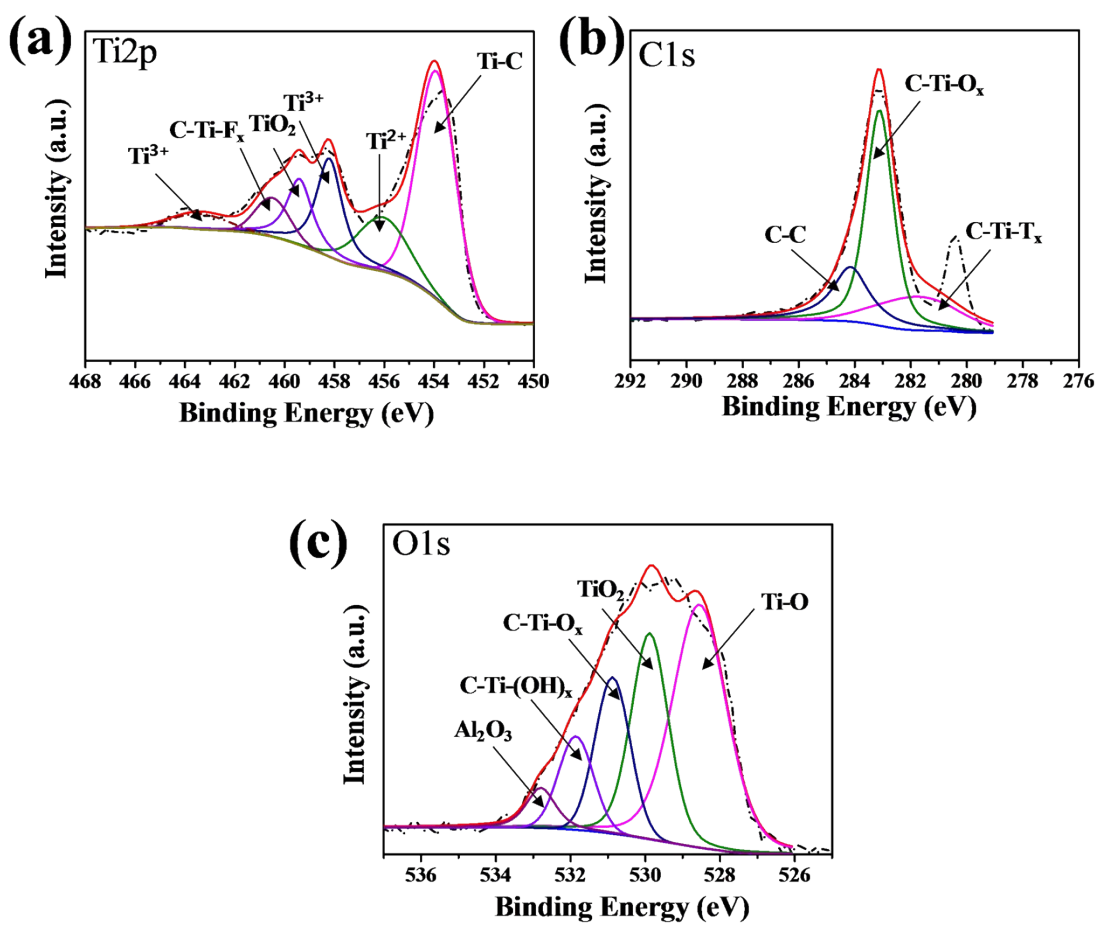 (a)
Ti2p
Ti-C
Ti3+
C-Ti-Fx
TiO2
Ti3+
Ti2+
Intensity (a.u.)
468 466 464 462 460 458 456 454 452 450
Binding Energy (eV)
(b)
C1s
C-Ti-Ox
C-C
C-Ti-Tx
Intensity (a.u.)
292 290 288 286 284 282 280 278 276
Binding Energy (eV)
(c)
O1s
TiO2
Ti-O
C-Ti-Ox
C-Ti-(OH)x
Al2O3
Intensity (a.u.)
536 534 532 530 528 526
Binding Energy (eV)